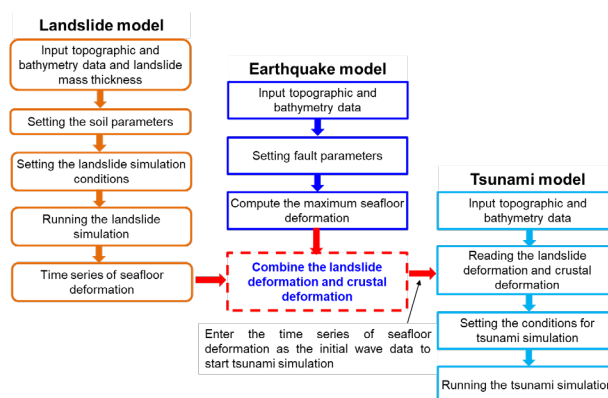 Landslide model
Input topographic and
bathymetry data and landslide
mass thickness
Setting the soil parameters
Setting the landslide simulation
conditions
Running the landslide
simulation
Time series of seafloor
deformation
Earthquake model
Input topographic and
bathymetry data
Setting fault parameters
Compute the maximum seafloor
deformation
Combine the landslide
deformation and crustal
deformation
Enter the time series of seafloor
deformation as the initial wave data to
start tsunami simulation
Tsunami model
Input topographic and
bathymetry data
Reading the landslide
deformation and crustal
deformation
Setting the conditions for
tsunami simulation
Running the tsunami simulation